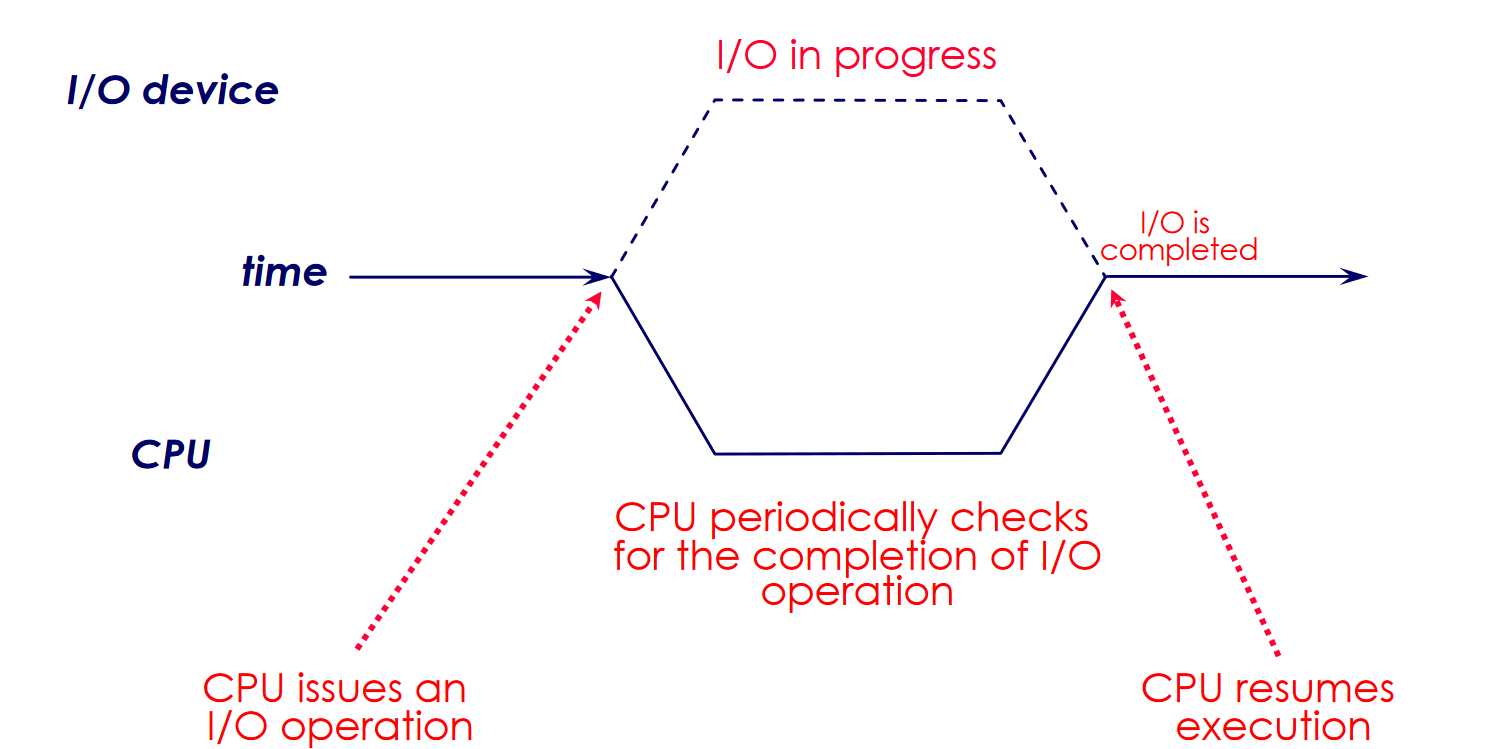 I/O in progress
I/O device
I/O is
completed
time
CPU
CPU periodically checks
for the completion of I/O
operation
CPU issues an
I/O operation
CPU resumes
execution